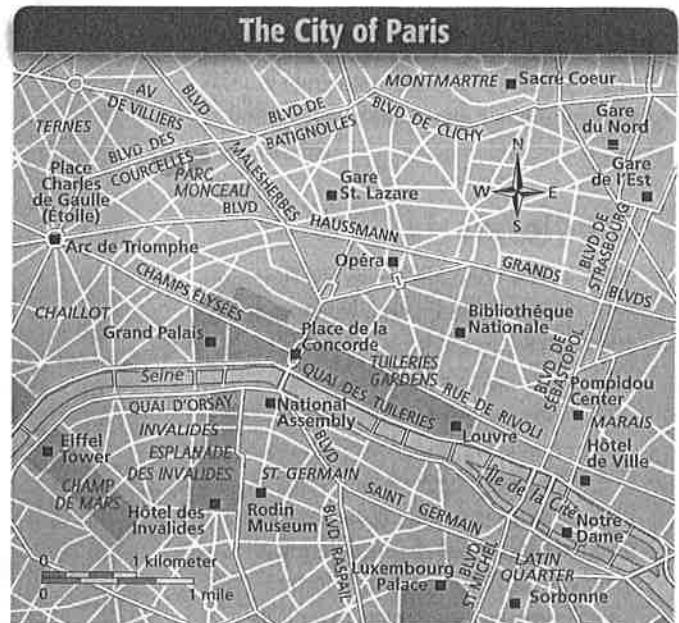 The City of Paris
MONTMARTRE
Sacré Coeur
AV
DE VILLIERS
BLVD
MALESHERBES
BLVD DE
BATIGNOLLES
BLVD DE CLICHY
Gare
du Nord
TERNES
BLVD DES
COURCELLES
N
W
E
S
Gare
de l'Est
Place
Charles
de Gaulle
(Étoile)
PARC
MONCEAU
Gare
St. Lazare
BLVD
HAUSSMANN
BLVD DE
STRASBOURG
Arc de Triomphe
Opéra
GRANDS
BLVDS
CHAMPS ÉLYSÉES
CHAILLOT
Grand Palais
Place de la
Concorde
Bibliothêque
Nationale
TUILERIES
GARDENS
BLVD DE
SÉBASTOPOL
Seine
QUAI DES TUILERIES
RUE DE RIVOLI
Pompidou
Center
MARAIS
QUAI D'ORSAY
National
Assembly
Louvre
Hôtel
de Ville
Eiffel
Tower
INVALIDES
ESPLANADE
DES INVALIDES
BLVD
ST. GERMAIN
SAINT GERMAIN
Île de la Cité
CHAMP
DE MARS
Hôtel des
Invalides
Rodin
Museum
BLVD RASPAIL
Notre
Dame
0 1 kilometer
0 1 mile
Luxembourg
Palace
BLVD
ST. MICHEL
LATIN
QUARTER
Sorbonne